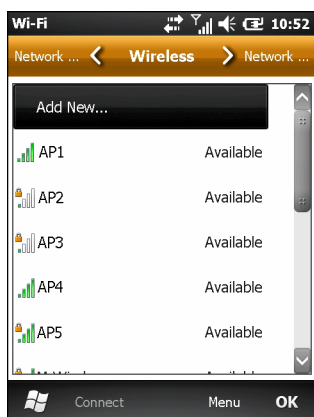 Wi-Fi 10:52
Network ... Wireless Network ...
Add New...
AP1 Available
AP2 Available
AP3 Available
AP4 Available
AP5 Available
Connect Menu OK